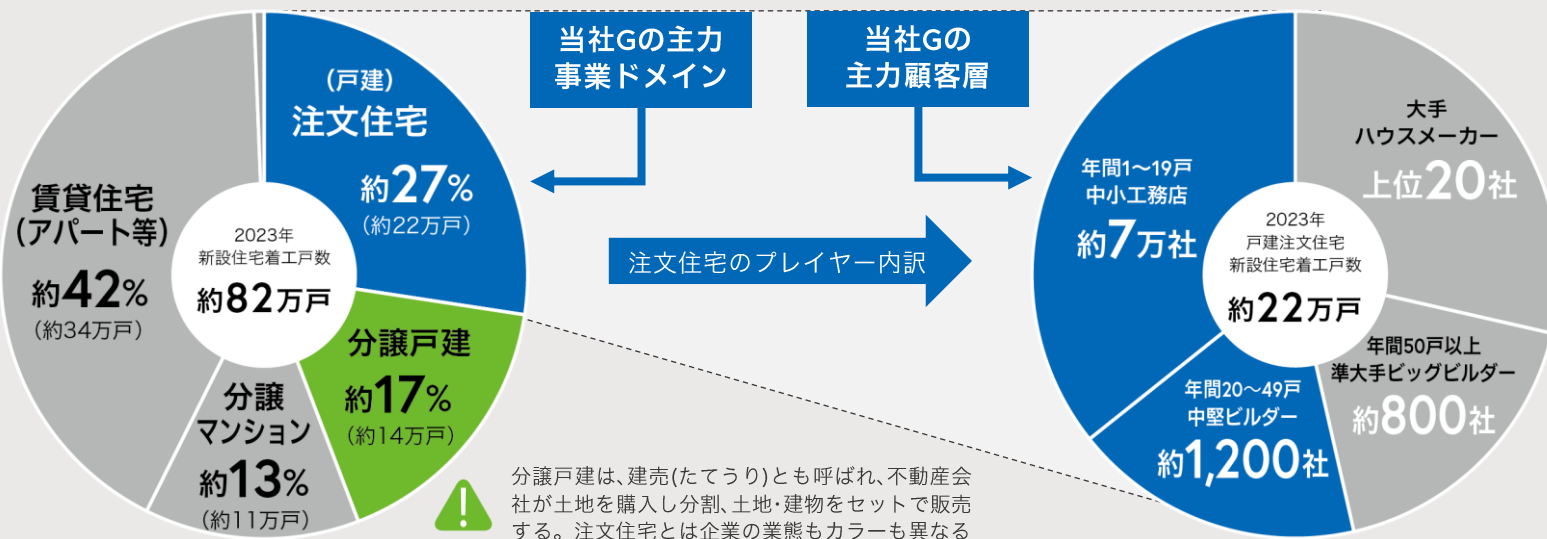 当社Gの主力
事業ドメイン
当社Gの
主力顧客層
(戸建)
注文住宅
約27%
(約22万戸)
賃貸住宅
(アパート等)
約42%
(約34万戸)
2023年
新設住宅着工戸数
約82万戸
分譲戸建
約17%
(約14万戸)
分譲
マンション
約13%
(約11万戸)
注文住宅のプレイヤー内訳
大手
ハウスメーカー
上位20社
年間1〜19戸
中小工務店
約7万社
2023年
戸建注文住宅
新設住宅着工戸数
約22万戸
年間50戸以上
準大手ビッグビルダー
約800社
年間20〜49戸
中堅ビルダー
約1,200社
分譲戸建は、建売(たてうり)とも呼ばれ、不動産会
社が土地を購入し分割、土地・建物をセットで販売
する。注文住宅とは企業の業態もカラーも異なる